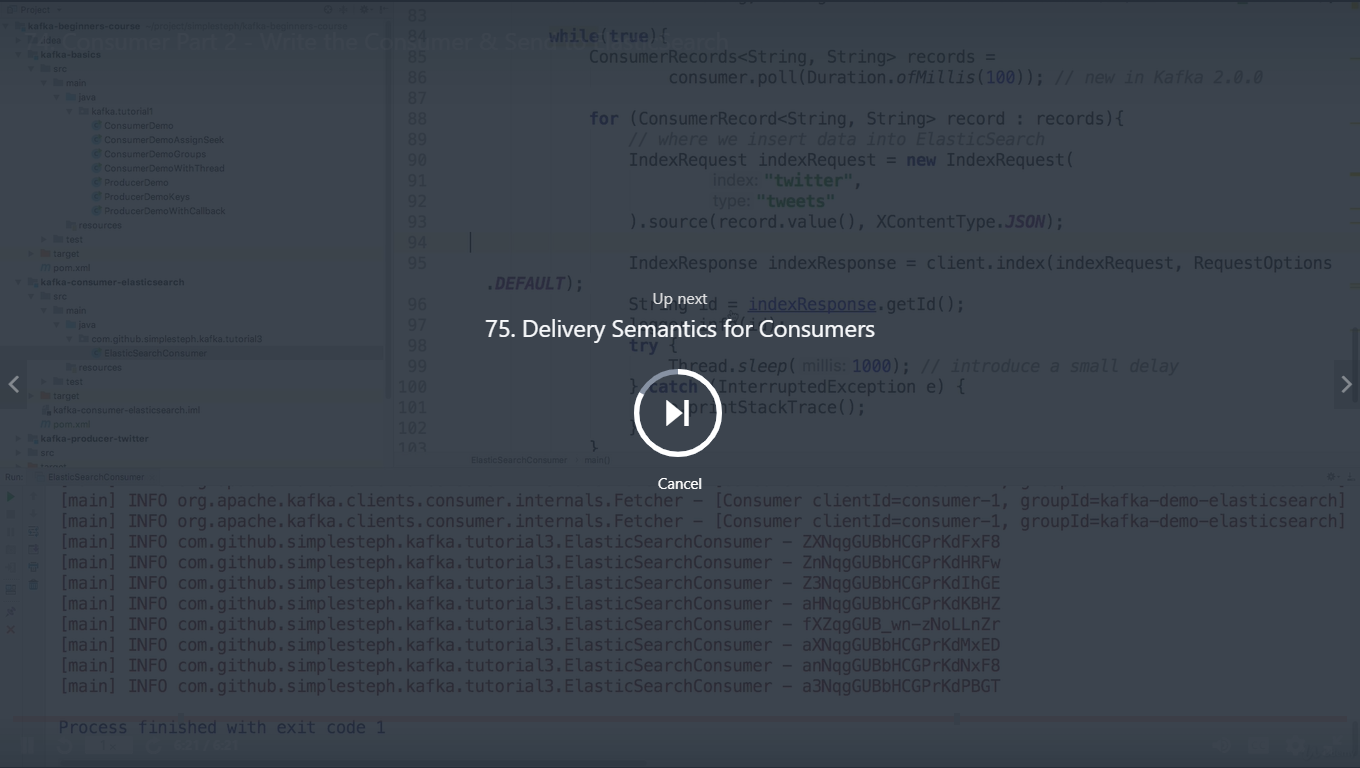 Project
kafka-beginners-course ~/projects/kafka/kafka-beginners-course
.idea
kafka-basics
src
main
java
kafka.tutorial1
ConsumerDemo
ConsumerDemoAssignSeek
ConsumerDemoGroups
ConsumerDemoWithThread
ProducerDemo
ProducerDemoKeys
ProducerDemoWithCallback
resources
test
target
pom.xml
kafka-consumer-elasticsearch
src
main
java
com.github.simplesteph.kafka.tutorial3
ElasticSearchConsumer
resources
test
target
kafka-consumer-elasticsearch.iml
pom.xml
kafka-producer-twitter
src
target
Consumer Part 2 - Write the Consumer & Send to ElasticSearch
83
84 while(true){
85 ConsumerRecords<String, String> records =
86 consumer.poll(Duration.ofMillis(100)); // new in Kafka 2.0.0
87
88 for (ConsumerRecord<String, String> record : records){
89 // where we insert data into ElasticSearch
90 IndexRequest indexRequest = new IndexRequest(
91 index: "twitter",
92 type: "tweets"
93 ).source(record.value(), XContentType.JSON);
94
95 IndexResponse indexResponse = client.index(indexRequest, RequestOptions
.DEFAULT);
96 String id = indexResponse.getId();
97
98 try {
99 Thread.sleep( millis: 1000); // introduce a small delay
100 } catch (InterruptedException e) {
101 printStackTrace();
102
103 }
ElasticSearchConsumer > main()
Up next
75. Delivery Semantics for Consumers
Cancel
Run: ElasticSearchConsumer
[main] INFO org.apache.kafka.clients.consumer.internals.Fetcher - [Consumer clientId=consumer-1, groupId=kafka-demo-elasticsearch]
[main] INFO org.apache.kafka.clients.consumer.internals.Fetcher - [Consumer clientId=consumer-1, groupId=kafka-demo-elasticsearch]
[main] INFO com.github.simplesteph.kafka.tutorial3.ElasticSearchConsumer - ZXNqgGUBbHCGPrKdFxF8
[main] INFO com.github.simplesteph.kafka.tutorial3.ElasticSearchConsumer - ZnNqgGUBbHCGPrKdHRFw
[main] INFO com.github.simplesteph.kafka.tutorial3.ElasticSearchConsumer - Z3NqgGUBbHCGPrKdIhGE
[main] INFO com.github.simplesteph.kafka.tutorial3.ElasticSearchConsumer - aHNqgGUBbHCGPrKdKBHZ
[main] INFO com.github.simplesteph.kafka.tutorial3.ElasticSearchConsumer - fXZqgGUB_wn-zNoLLnZr
[main] INFO com.github.simplesteph.kafka.tutorial3.ElasticSearchConsumer - aXNqgGUBbHCGPrKdMxED
[main] INFO com.github.simplesteph.kafka.tutorial3.ElasticSearchConsumer - anNqgGUBbHCGPrKdNxF8
[main] INFO com.github.simplesteph.kafka.tutorial3.ElasticSearchConsumer - a3NqgGUBbHCGPrKdPBGT
Process finished with exit code 1